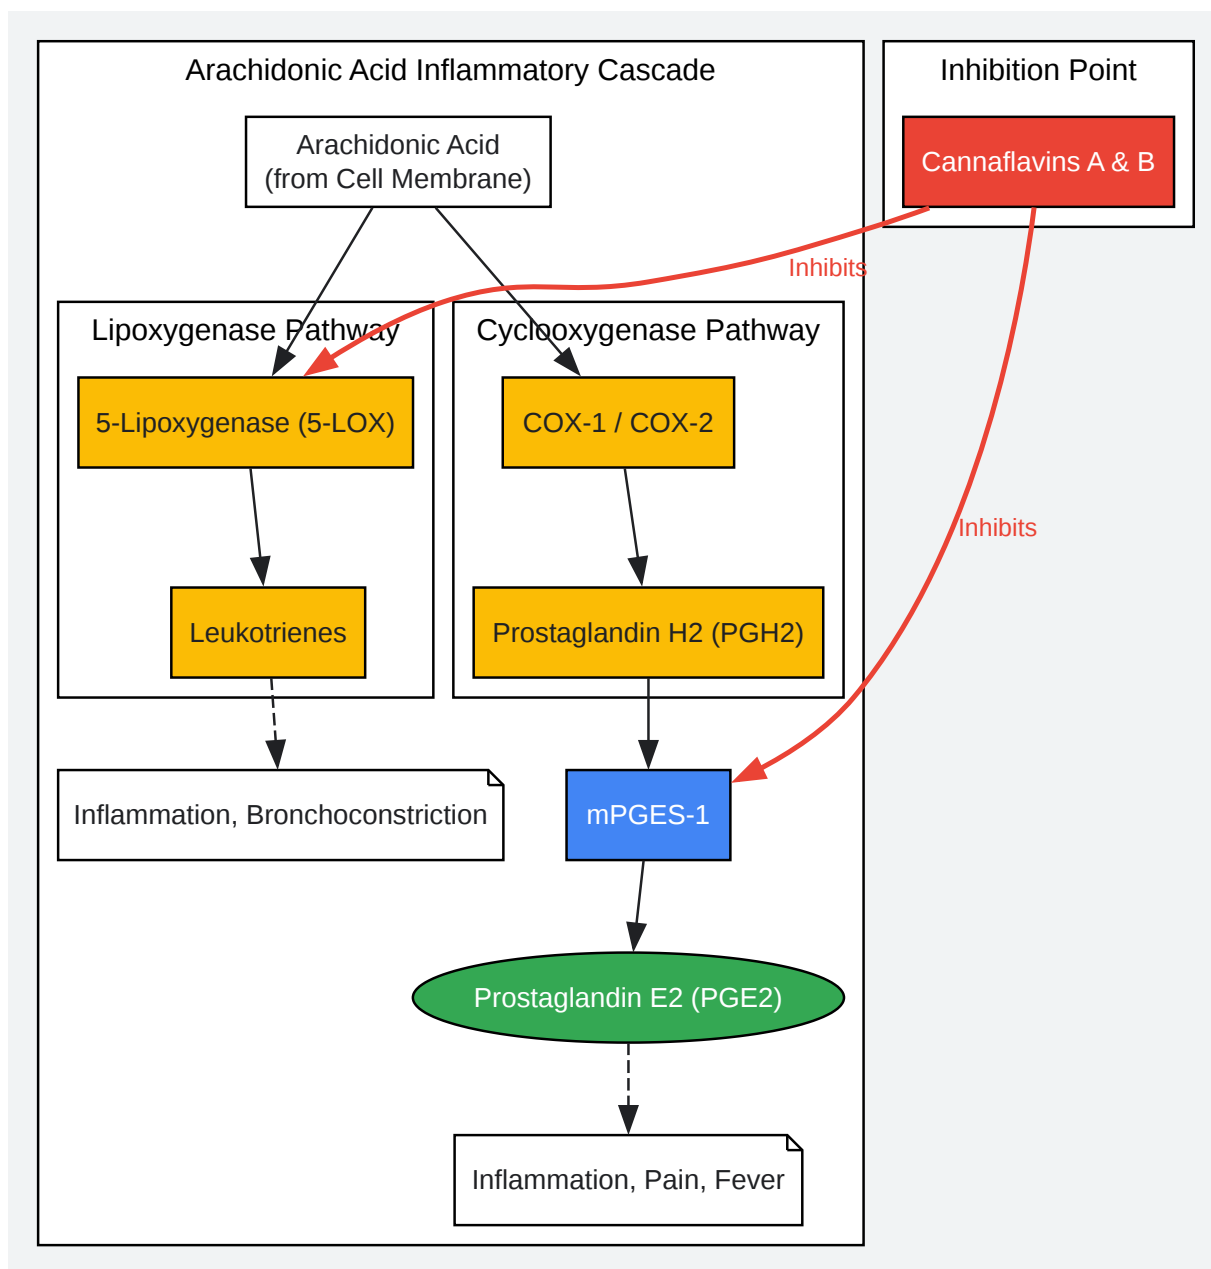 Arachidonic Acid Inflammatory Cascade
Inhibition Point
Arachidonic Acid
(from Cell Membrane)
Cannaflavins A & B
Inhibits
Lipoxygenase Pathway
Cyclooxygenase Pathway
5-Lipoxygenase (5-LOX)
COX-1 / COX-2
Inhibits
Leukotrienes
Prostaglandin H2 (PGH2)
Inflammation, Bronchoconstriction
mPGES-1
Prostaglandin E2 (PGE2)
Inflammation, Pain, Fever